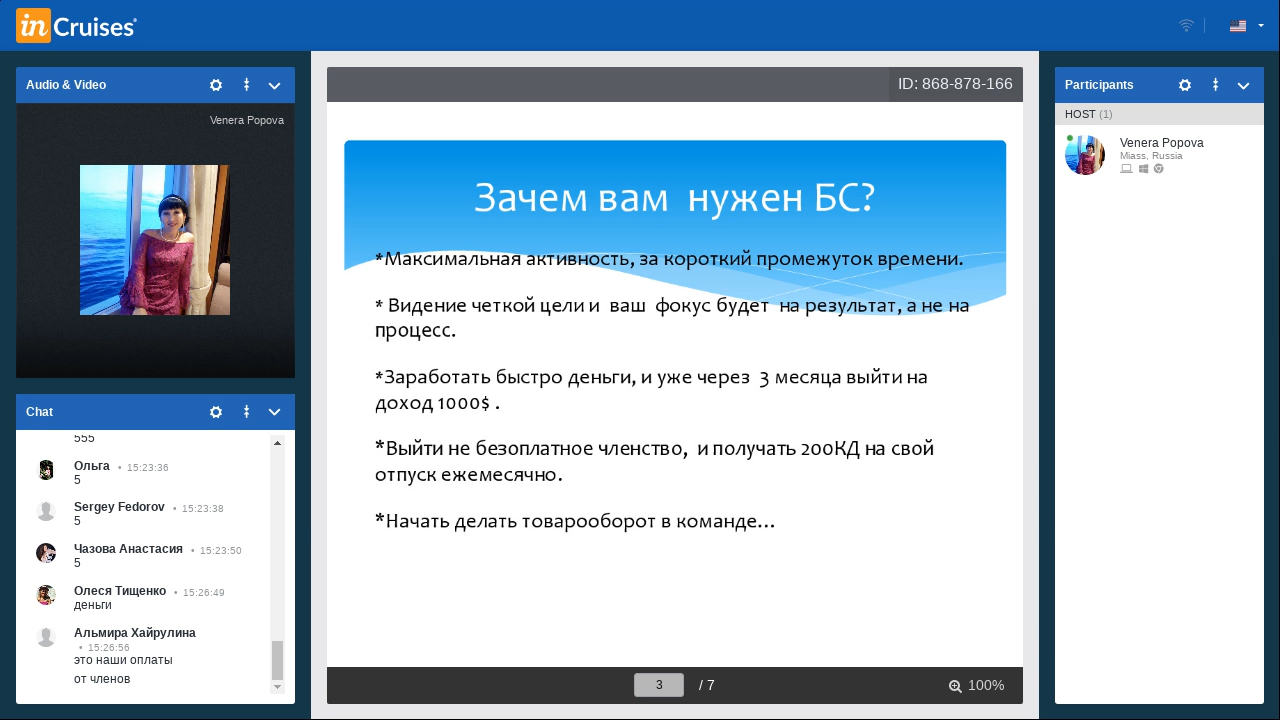 in Cruises
Audio & Video
Venera Popova
Chat
555
Ольга • 15:23:36
5
Sergey Fedorov • 15:23:38
5
Чазова Анастасия • 15:23:50
5
Олеся Тищенко • 15:26:49
деньги
Альмира Хайрулина
• 15:26:56
это наши оплаты
от членов
ID: 868-878-166
Зачем вам нужен БС?
*Максимальная активность, за короткий промежуток времени.
* Видение четкой цели и ваш фокус будет на результат, а не на
процесс.
*Заработать быстро деньги, и уже через 3 месяца выйти на
доход 1000$ .
*Выйти не безоплатное членство, и получать 200КД на свой
отпуск ежемесячно.
*Начать делать товарооборот в команде...
3 / 7
100%
Participants
HOST (1)
Venera Popova
Miass, Russia